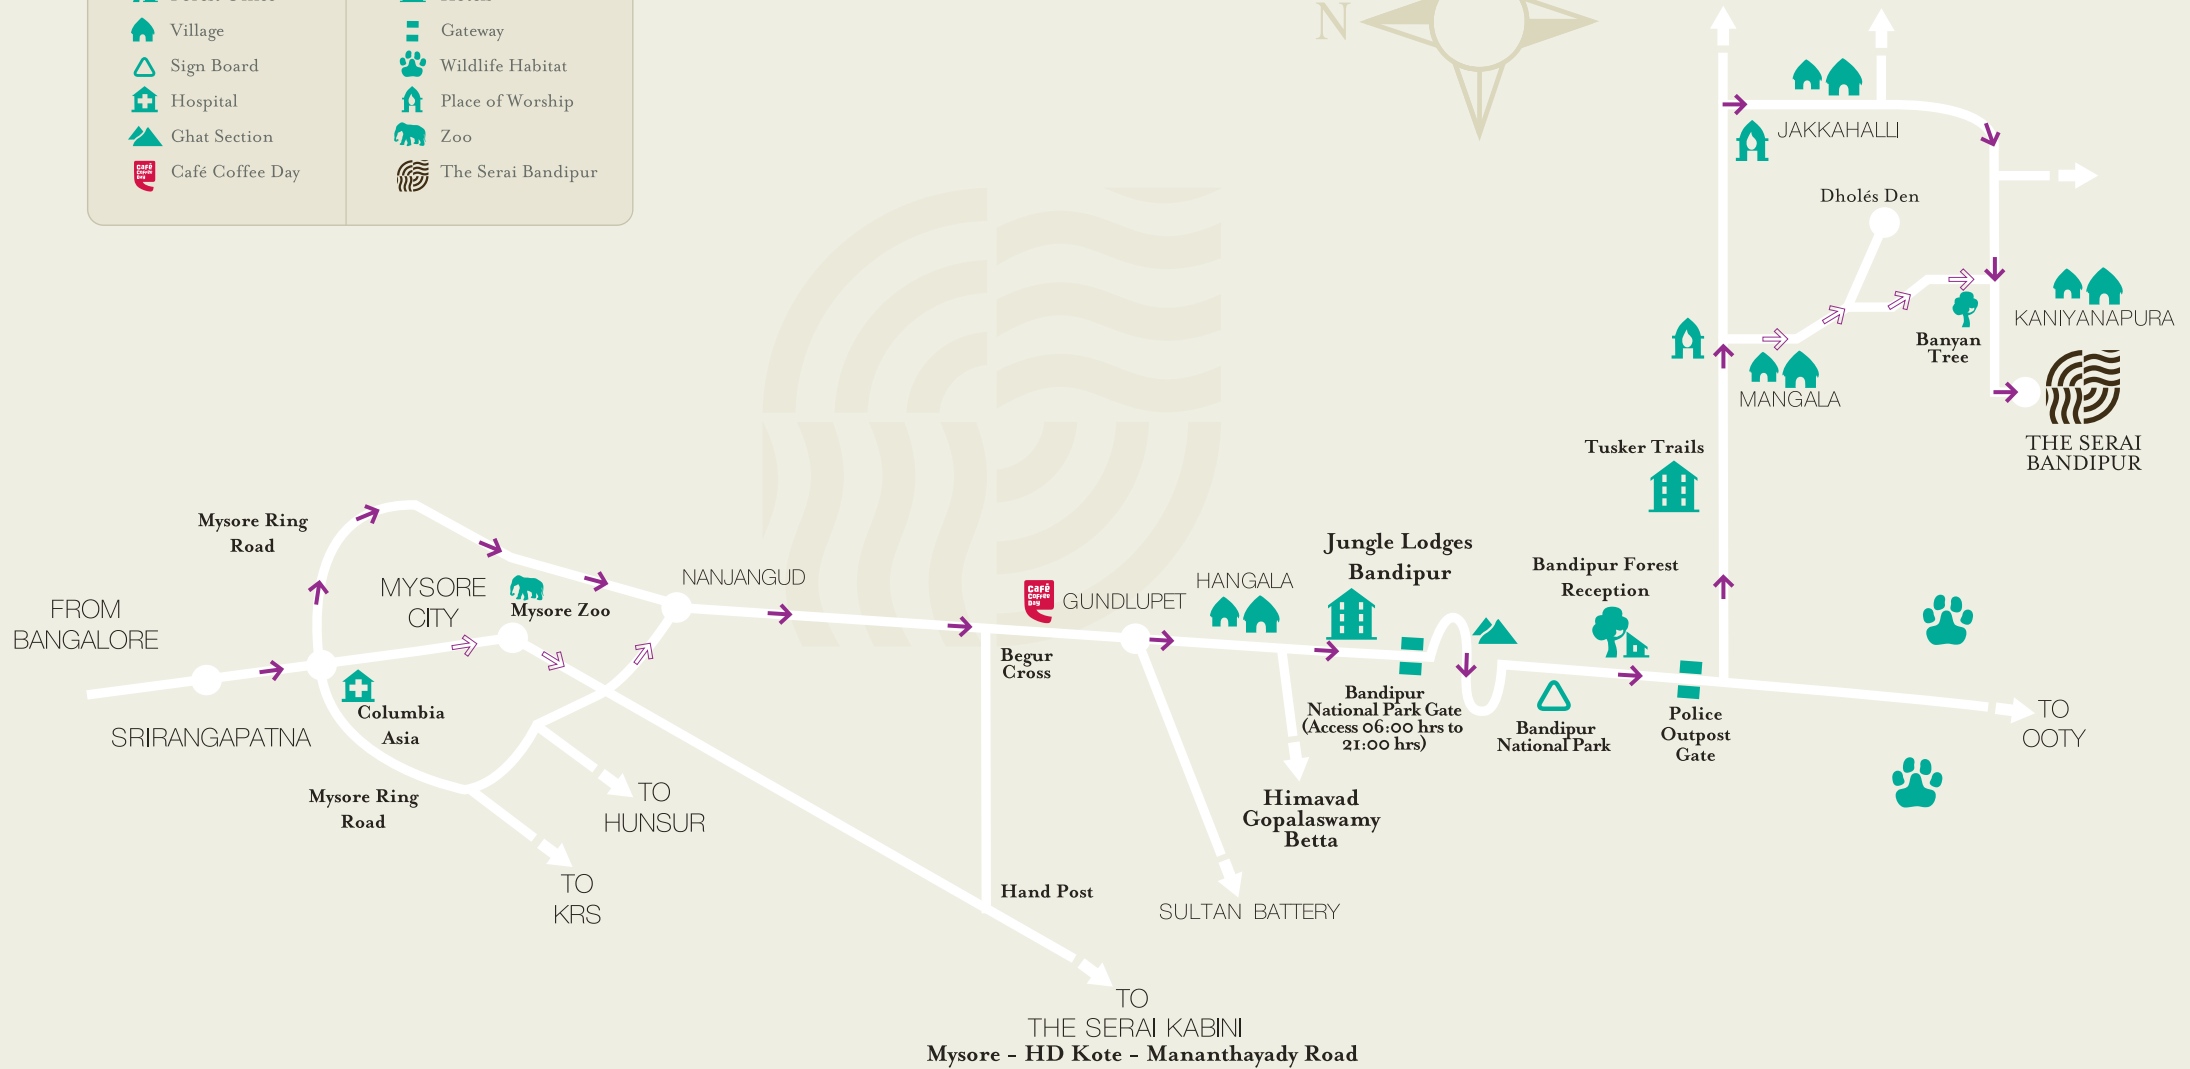 Village
Sign Board
Hospital
Ghat Section
Café Coffee Day
Gateway
Wildlife Habitat
Place of Worship
Zoo
The Serai Bandipur
N
JAKKAHALLI
Dholés Den
KANIYANAPURA
Banyan
Tree
MANGALA
THE SERAI
BANDIPUR
Tusker Trails
Mysore Ring
Road
MYSORE
CITY
Mysore Zoo
NANJANGUD
FROM
BANGALORE
SRIRANGAPATNA
Columbia
Asia
Mysore Ring
Road
TO
HUNSUR
TO
KRS
Begur
Cross
Café
Coffee
Day
GUNDLUPET
HANGALA
Jungle Lodges
Bandipur
Bandipur Forest
Reception
Bandipur
National Park Gate
(Access 06:00 hrs to
21:00 hrs)
Bandipur
National Park
Police
Outpost
Gate
TO
OOTY
Himavad
Gopalaswamy
Betta
Hand Post
SULTAN BATTERY
TO
THE SERAI KABINI
Mysore - HD Kote - Mananthayady Road